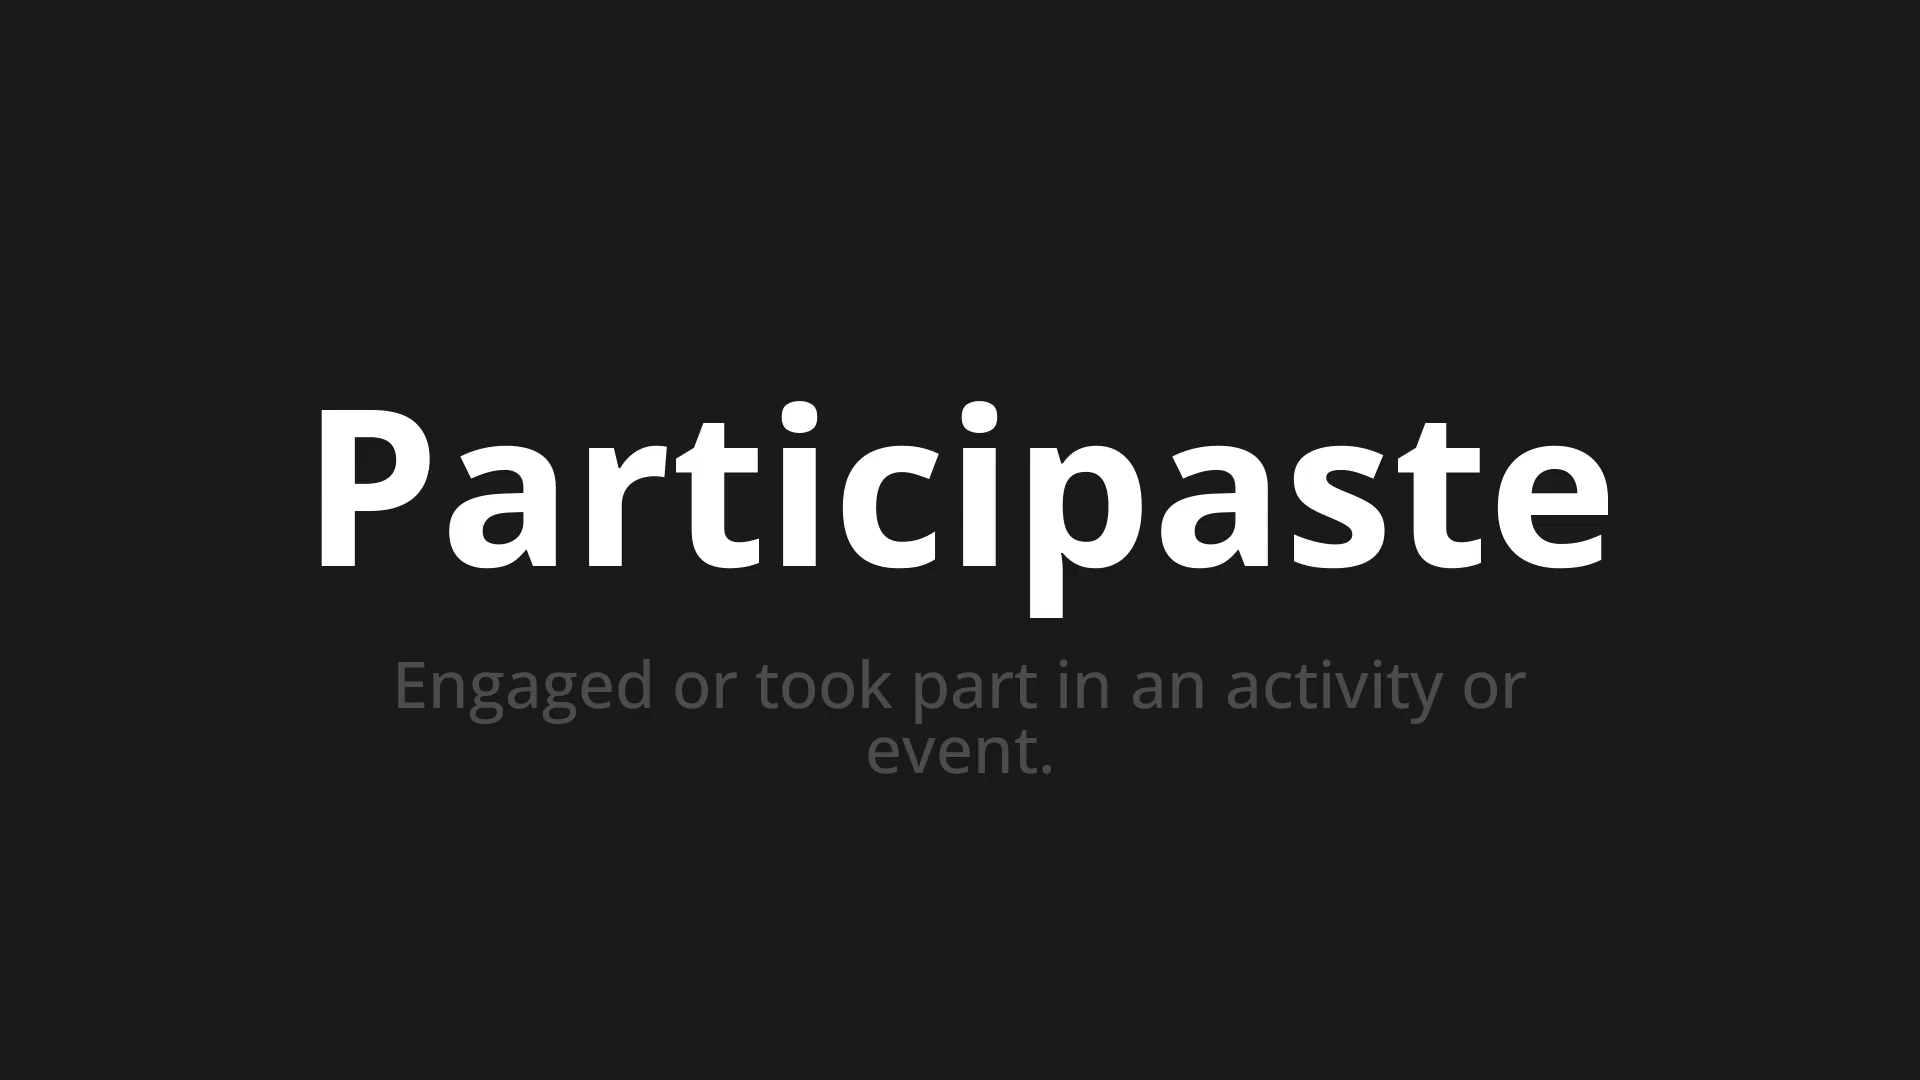 Participaste
Engaged or took part in an activity or
event.